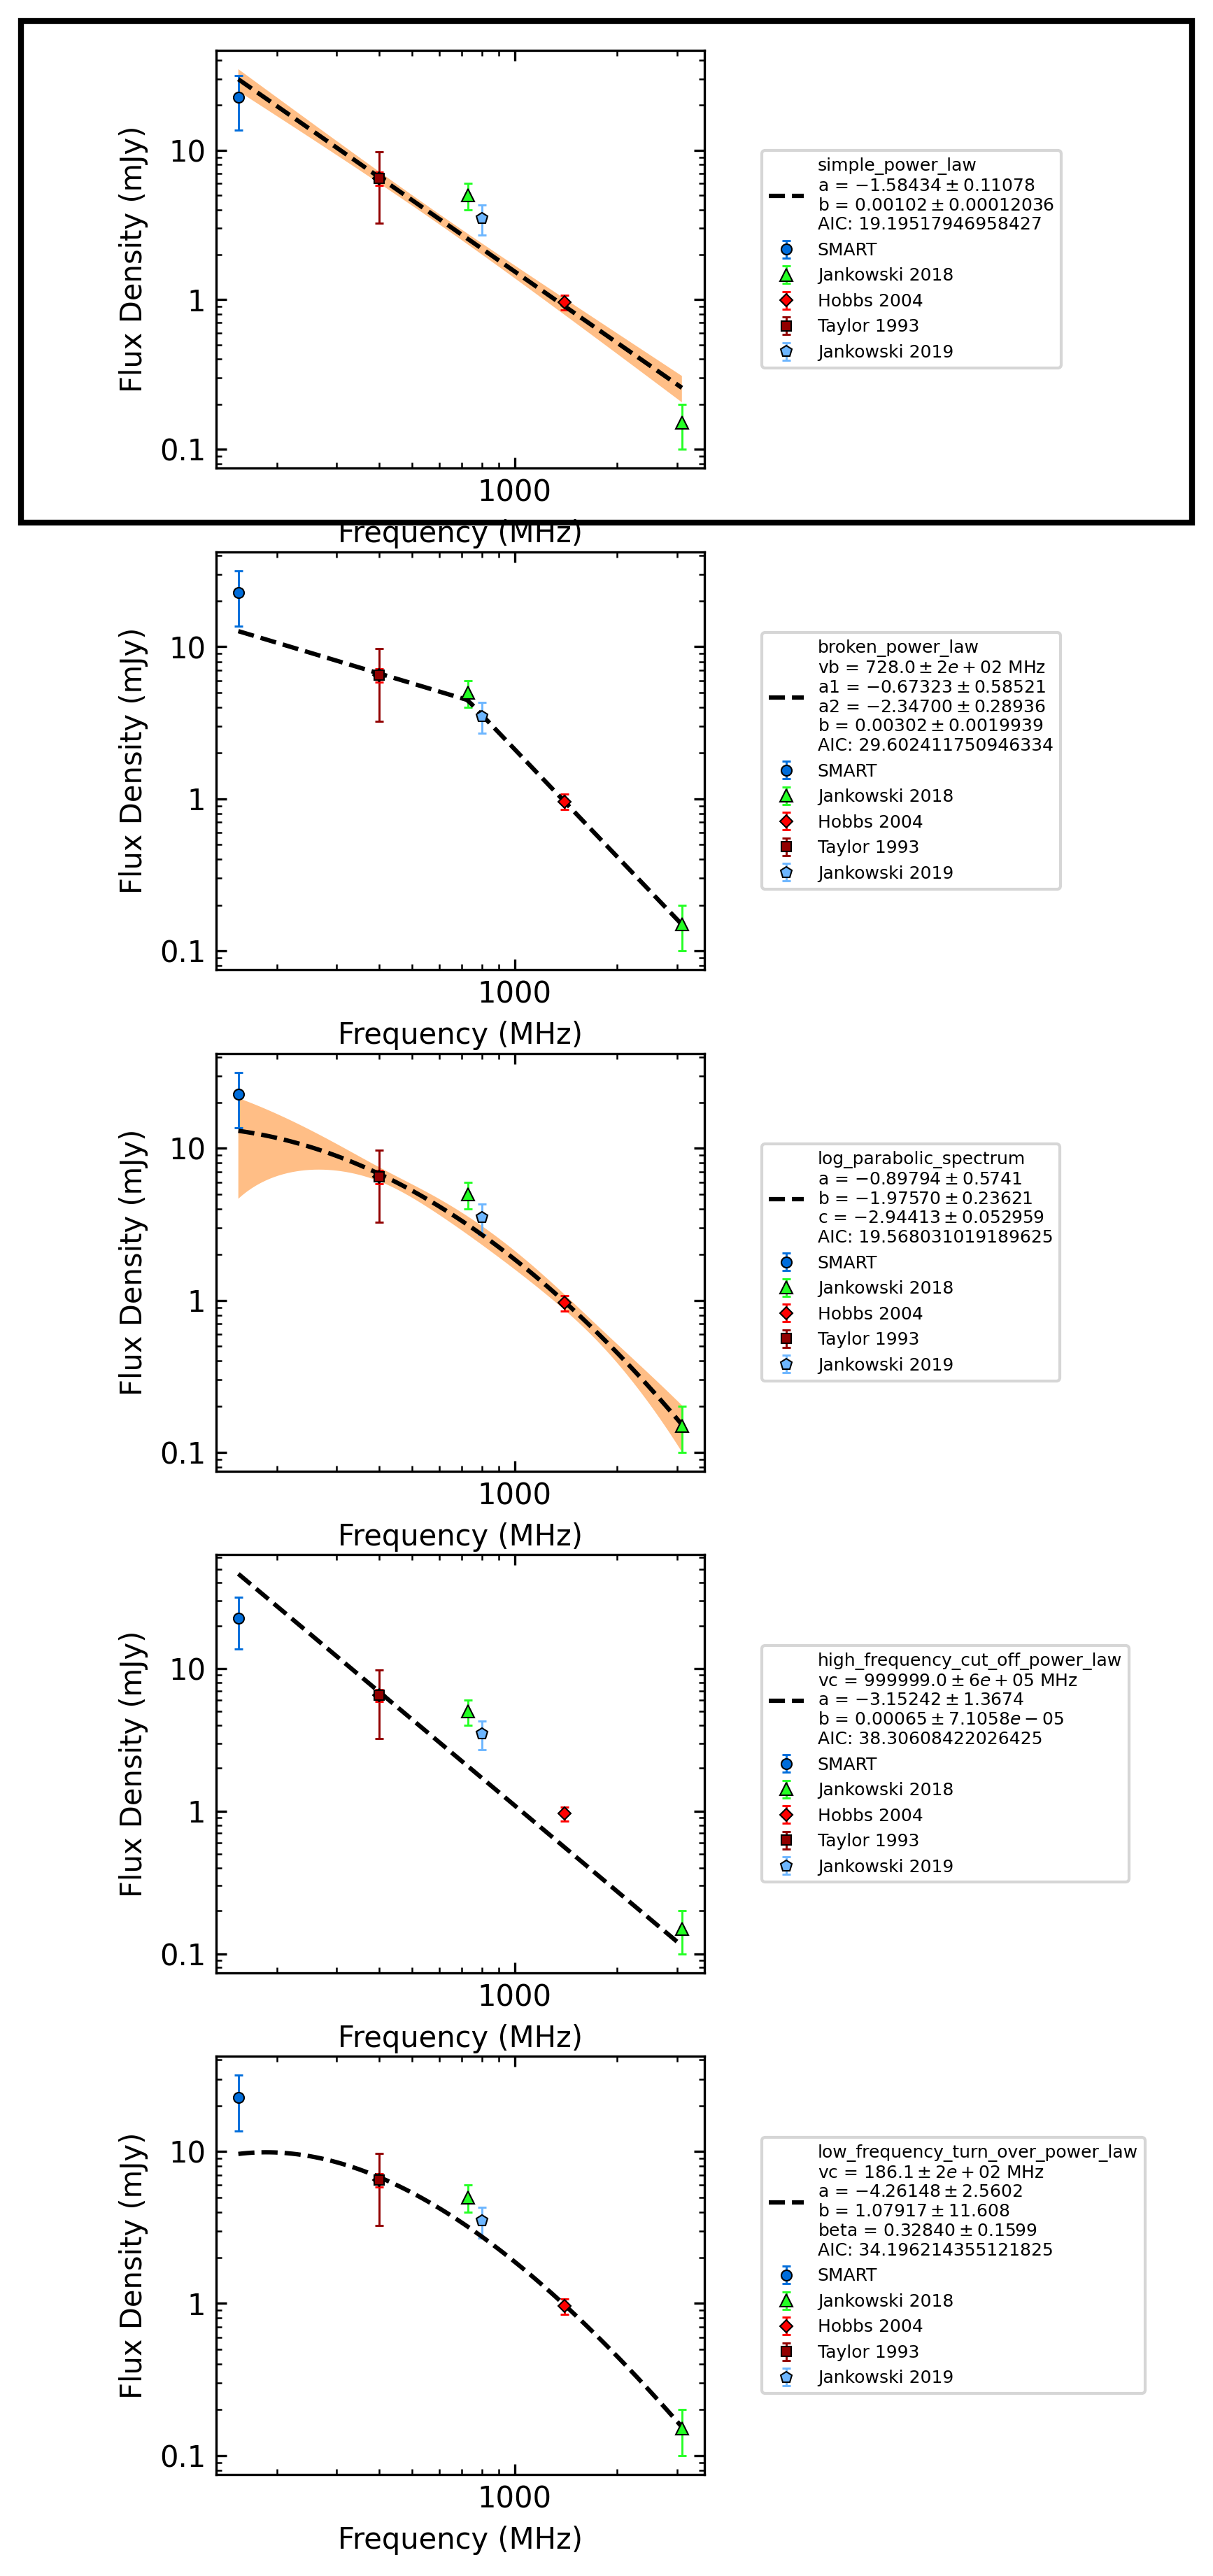 Flux Density (mJy)
10
1
0.1
1000
Frequency (MHz)
simple_power_law
a = −1.58434 ± 0.11078
b = 0.00102 ± 0.00012036
AIC: 19.19517946958427
SMART
Jankowski 2018
Hobbs 2004
Taylor 1993
Jankowski 2019
Flux Density (mJy)
10
1
0.1
1000
Frequency (MHz)
broken_power_law
vb = 728.0 ± 2e + 02 MHz
a1 = −0.67323 ± 0.58521
a2 = −2.34700 ± 0.28936
b = 0.00302 ± 0.0019939
AIC: 29.602411750946334
SMART
Jankowski 2018
Hobbs 2004
Taylor 1993
Jankowski 2019
Flux Density (mJy)
10
1
0.1
1000
Frequency (MHz)
log_parabolic_spectrum
a = −0.89794 ± 0.5741
b = −1.97570 ± 0.23621
c = −2.94413 ± 0.052959
AIC: 19.568031019189625
SMART
Jankowski 2018
Hobbs 2004
Taylor 1993
Jankowski 2019
Flux Density (mJy)
10
1
0.1
1000
Frequency (MHz)
high_frequency_cut_off_power_law
vc = 999999.0 ± 6e + 05 MHz
a = −3.15242 ± 1.3674
b = 0.00065 ± 7.1058e − 05
AIC: 38.30608422026425
SMART
Jankowski 2018
Hobbs 2004
Taylor 1993
Jankowski 2019
Flux Density (mJy)
10
1
0.1
1000
Frequency (MHz)
low_frequency_turn_over_power_law
vc = 186.1 ± 2e + 02 MHz
a = −4.26148 ± 2.5602
b = 1.07917 ± 11.608
beta = 0.32840 ± 0.1599
AIC: 34.196214355121825
SMART
Jankowski 2018
Hobbs 2004
Taylor 1993
Jankowski 2019